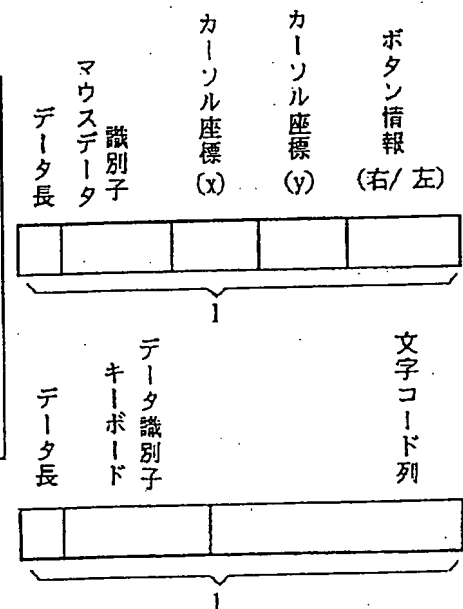 データ長
マウスデータ
識別子
カーソル座標
(x)
カーソル座標
(y)
ボタン情報
(右/左)
1
データ長
キーボード
データ識別子
文字コード列
1